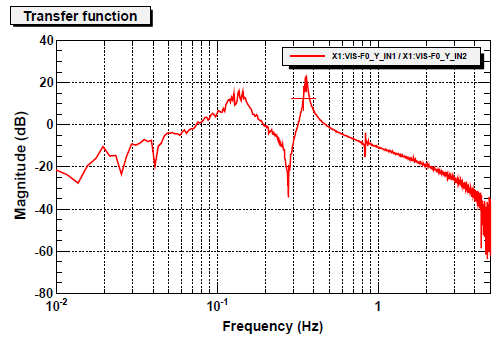 Transfer function
X1:VIS-F0_Y_IN1 / X1:VIS-F0_Y_IN2
Magnitude (dB)
40
20
0
-20
-40
-60
-80
10-2
10-1
1
Frequency (Hz)